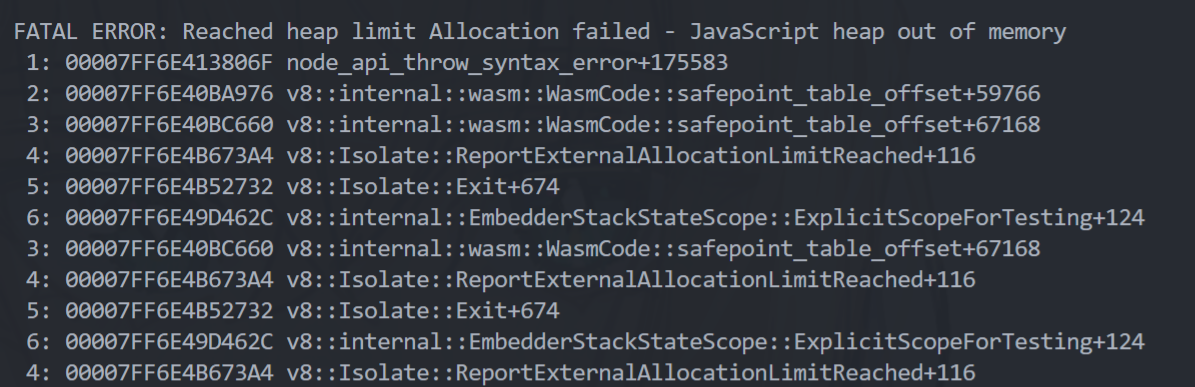 FATAL ERROR: Reached heap limit Allocation failed - JavaScript heap out of memory
1: 00007FF6E413806F node_api_throw_syntax_error+175583
2: 00007FF6E40BA976 v8::internal::wasm::WasmCode::safepoint_table_offset+59766
3: 00007FF6E40BC660 v8::internal::wasm::WasmCode::safepoint_table_offset+67168
4: 00007FF6E4B673A4 v8::Isolate::ReportExternalAllocationLimitReached+116
5: 00007FF6E4B52732 v8::Isolate::Exit+674
6: 00007FF6E49D462C v8::internal::EmbedderStackStateScope::ExplicitScopeForTesting+124
3: 00007FF6E40BC660 v8::internal::wasm::WasmCode::safepoint_table_offset+67168
4: 00007FF6E4B673A4 v8::Isolate::ReportExternalAllocationLimitReached+116
5: 00007FF6E4B52732 v8::Isolate::Exit+674
6: 00007FF6E49D462C v8::internal::EmbedderStackStateScope::ExplicitScopeForTesting+124
4: 00007FF6E4B673A4 v8::Isolate::ReportExternalAllocationLimitReached+116